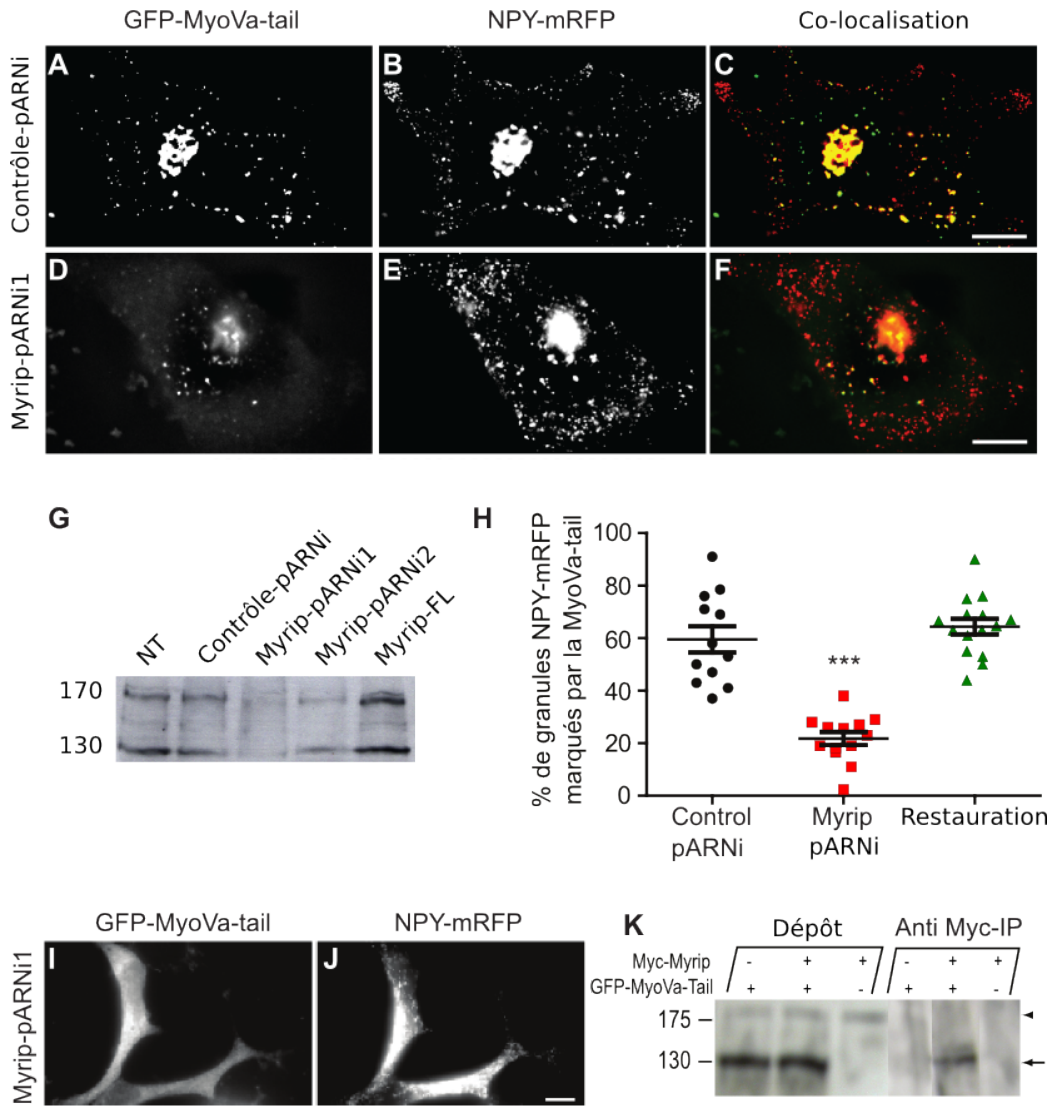 GFP-MyoVa-tail NPY-mRFP Co-localisation
Contrôle-pARNi
A B C
Myrip-pARNi1
D E F
G
NT Contrôle-pARNi Myrip-pARNi1 Myrip-pARNi2 Myrip-FL
170
130
H
% de granules NPY-mRFP
marqués par la MyoVa-tail
100
80
60
40
20
0
***
Control Myrip Restauration
pARNi pARNi
GFP-MyoVa-tail NPY-mRFP
Myrip-pARNi1
I J
K
Dépôt Anti Myc-IP
Myc-Myrip - + + - + +
GFP-MyoVa-Tail + + - + + -
175
130